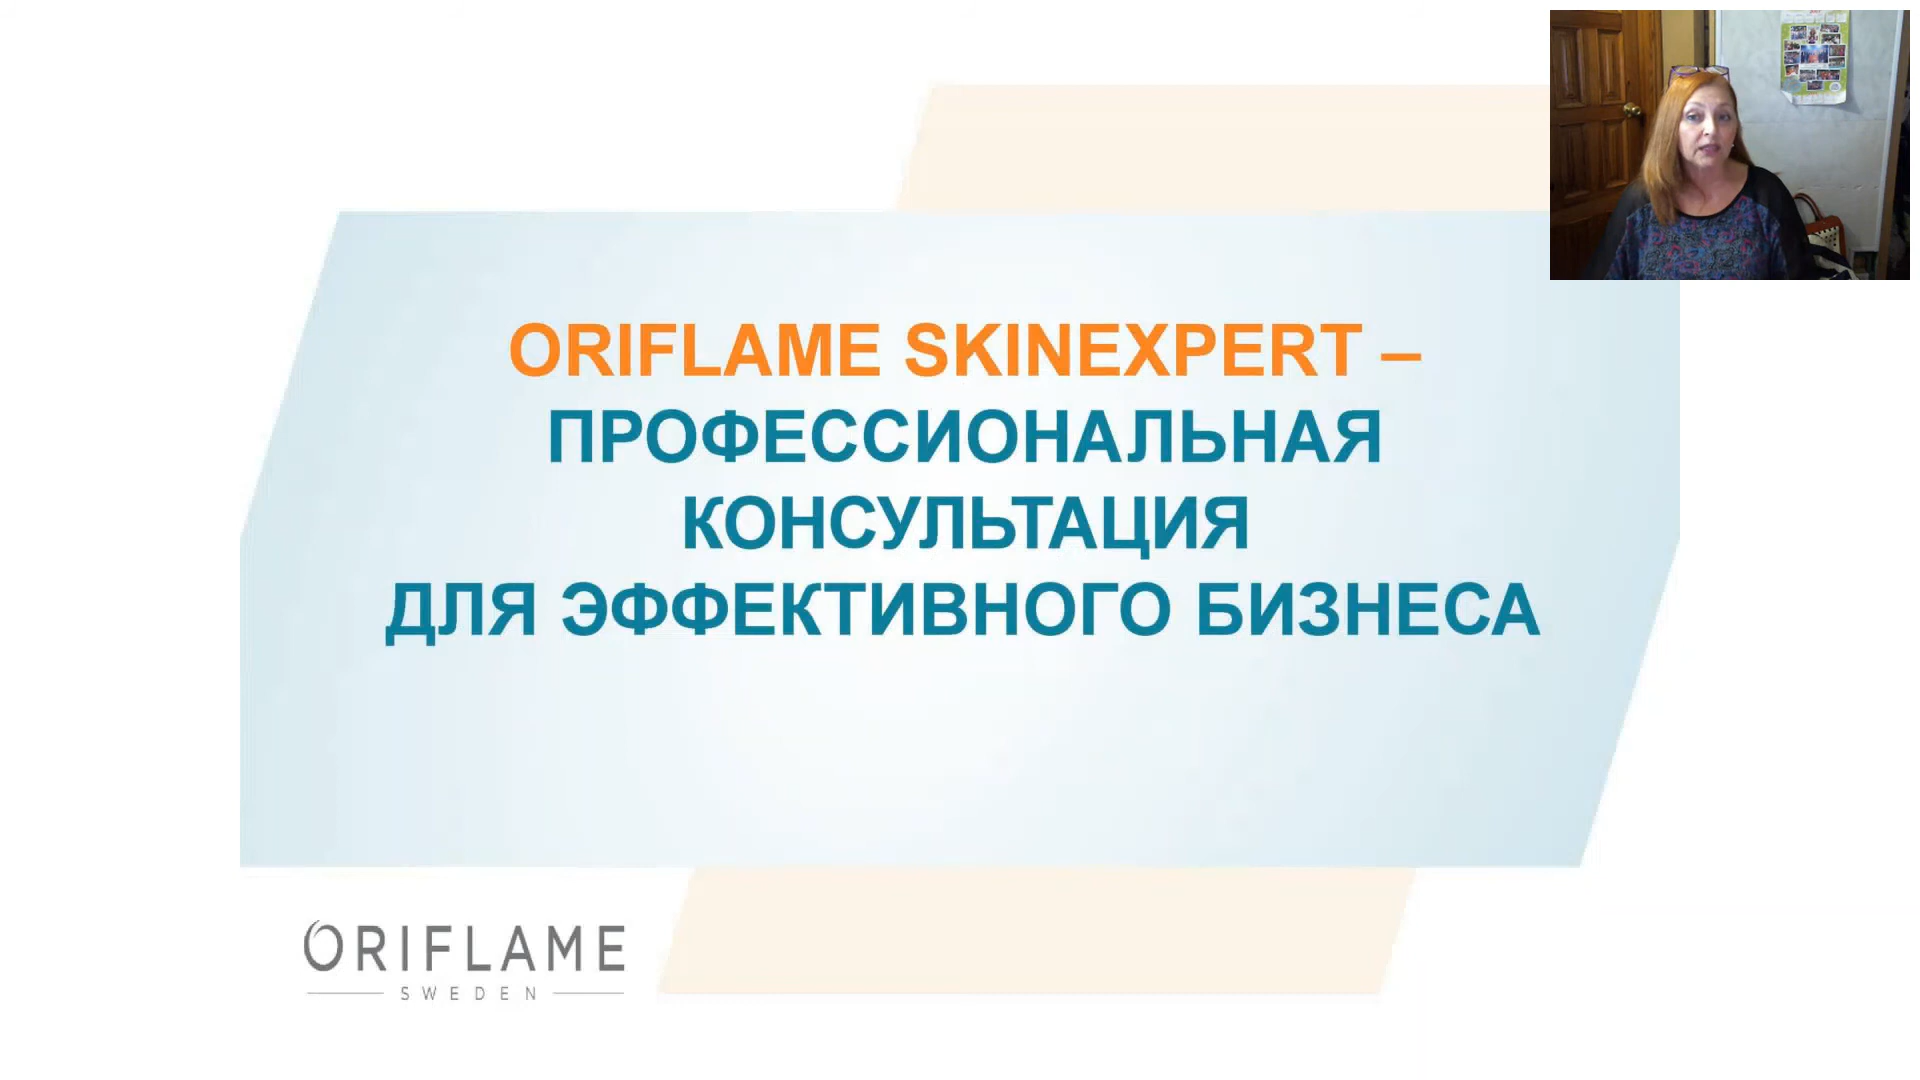 ORIFLAME SKINEXPERT –
ПРОФЕССИОНАЛЬНАЯ
КОНСУЛЬТАЦИЯ
ДЛЯ ЭФФЕКТИВНОГО БИЗНЕСА
ORIFLAME
SWEDEN